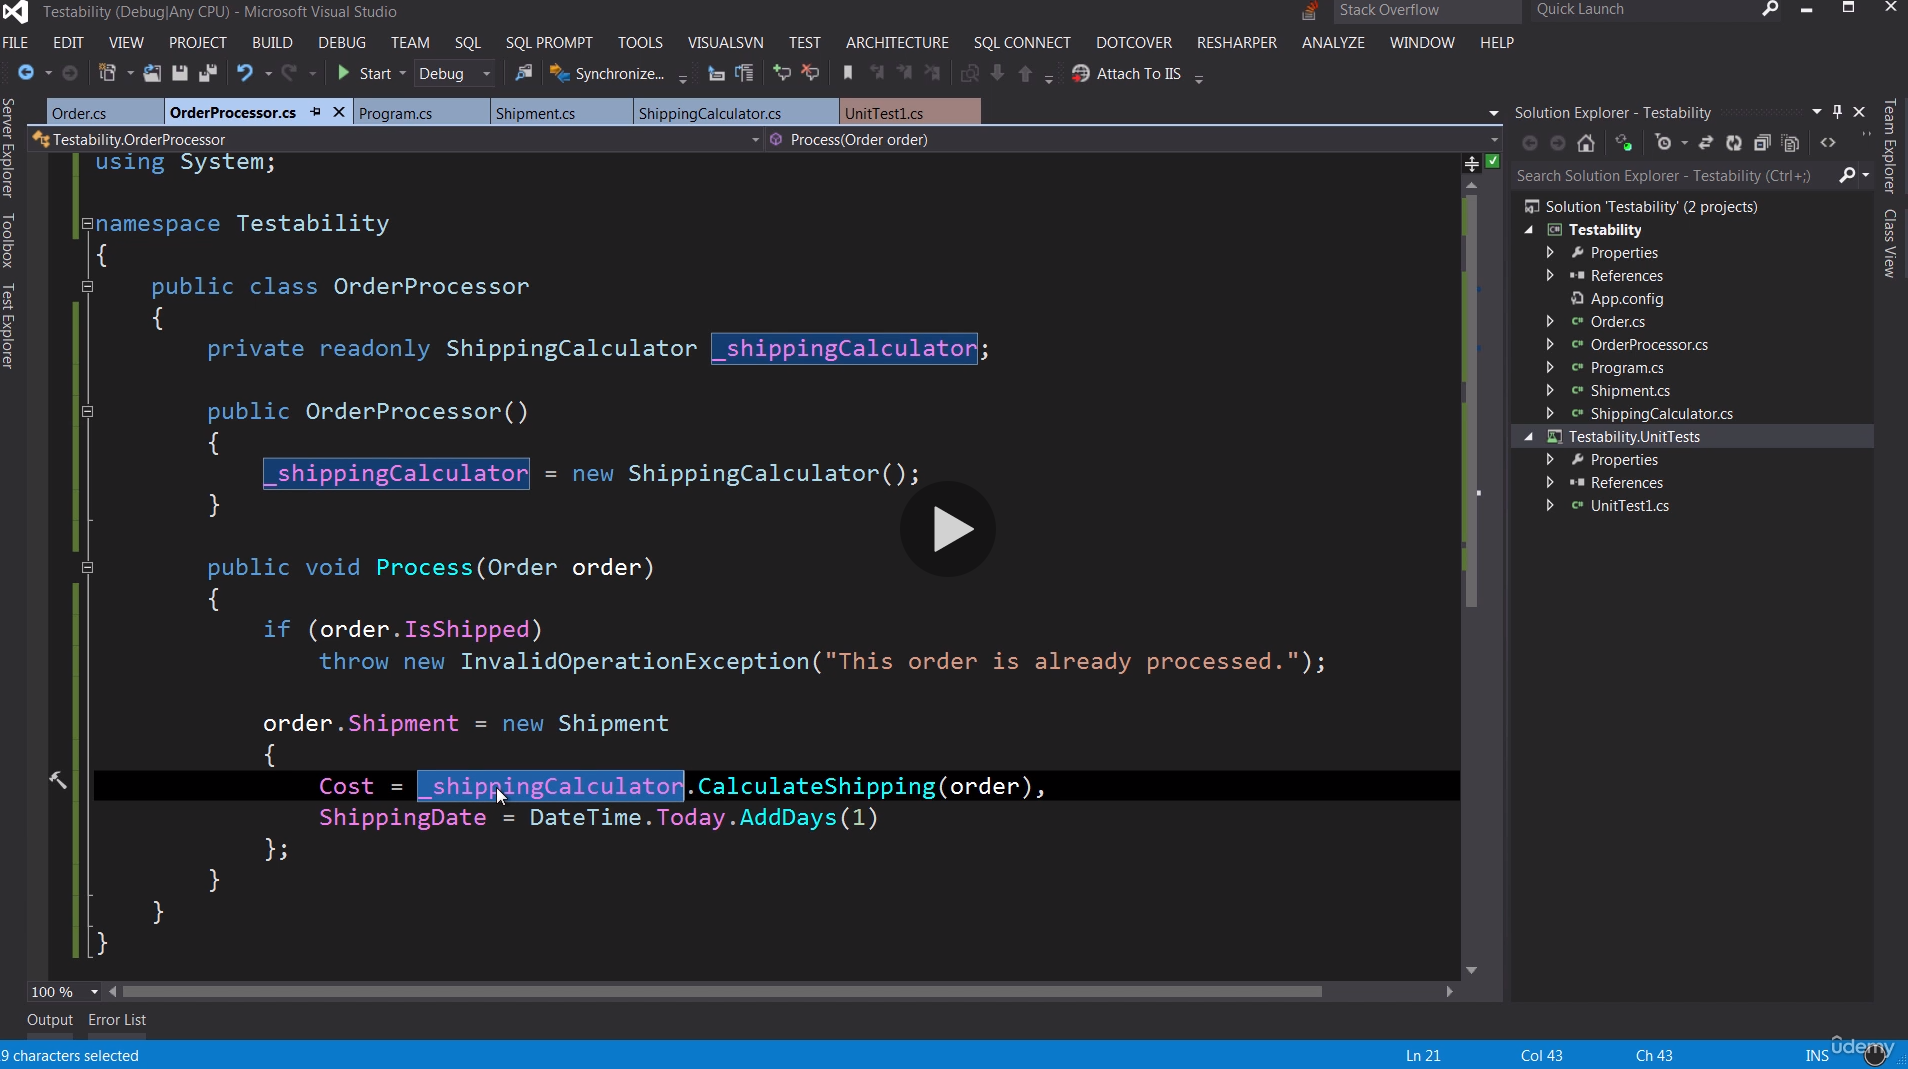 Testability (Debug|Any CPU) - Microsoft Visual Studio
Stack Overflow
Quick Launch
FILE EDIT VIEW PROJECT BUILD DEBUG TEAM SQL SQL PROMPT TOOLS VISUALSVN TEST ARCHITECTURE SQL CONNECT DOTCOVER RESHARPER ANALYZE WINDOW HELP
Start Debug Synchronize... Attach To IIS
Server Explorer
Toolbox
Test Explorer
Order.cs OrderProcessor.cs Program.cs Shipment.cs ShippingCalculator.cs UnitTest1.cs
Testability.OrderProcessor Process(Order order)
using System;
namespace Testability
{
public class OrderProcessor
{
private readonly ShippingCalculator _shippingCalculator;
public OrderProcessor()
{
_shippingCalculator = new ShippingCalculator();
}
public void Process(Order order)
{
if (order.IsShipped)
throw new InvalidOperationException("This order is already processed.");
order.Shipment = new Shipment
{
Cost = _shippingCalculator.CalculateShipping(order),
ShippingDate = DateTime.Today.AddDays(1)
};
}
}
}
100 %
Output Error List
Solution Explorer - Testability
Search Solution Explorer - Testability (Ctrl+;)
Solution 'Testability' (2 projects)
Testability
Properties
References
App.config
Order.cs
OrderProcessor.cs
Program.cs
Shipment.cs
ShippingCalculator.cs
Testability.UnitTests
Properties
References
UnitTest1.cs
Team Explorer
Class View
9 characters selected Ln 21 Col 43 Ch 43 INS
ûdemy